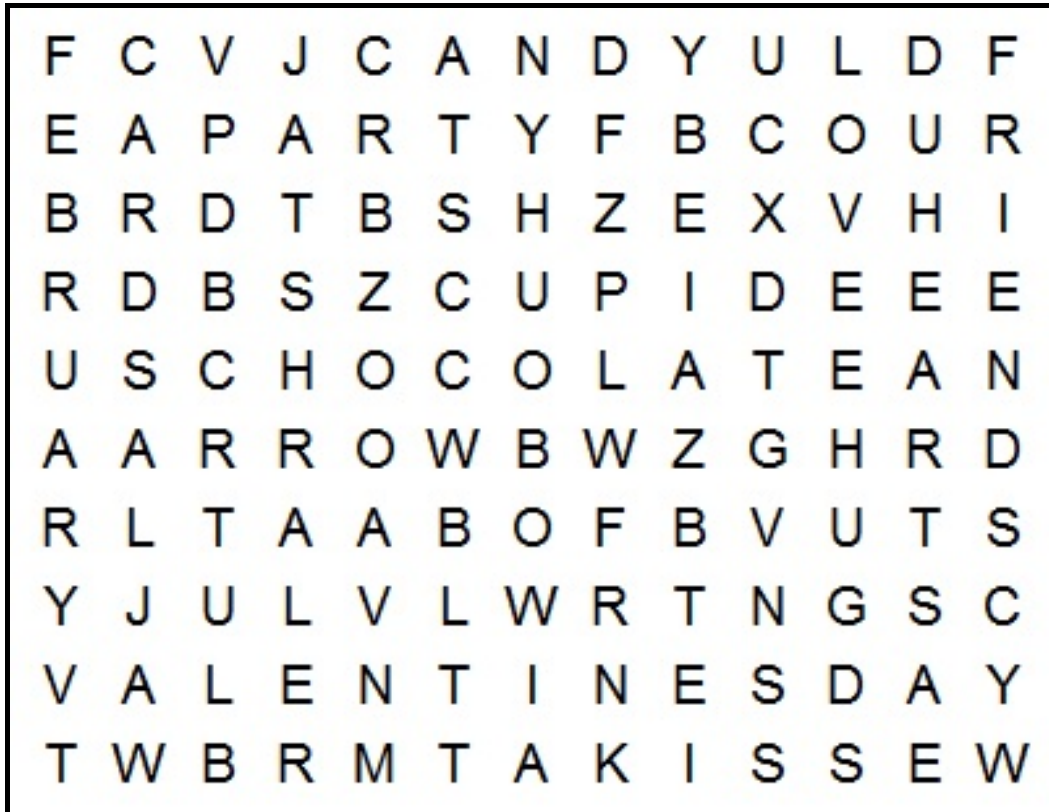 F C V J C A N D Y U L D F
E A P A R T Y F B C O U R
B R D T B S H Z E X V H I
R D B S Z C U P I D E E E
U S C H O C O L A T E A N
A A R R O W B W Z G H R D
R L T A A B O F B V U T S
Y J U L V L W R T N G S C
V A L E N T I N E S D A Y
T W B R M T A K I S S E W